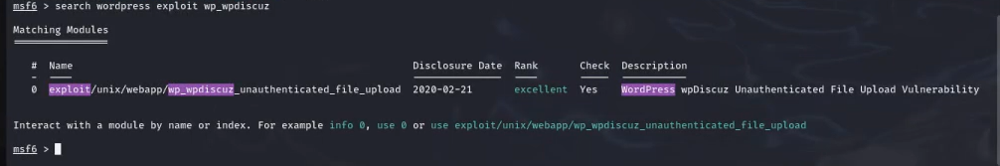 msf6 > search wordpress exploit wp_wpdiscuz
Matching Modules
================
# Name Disclosure Date Rank Check Description
- ---- --------------- ---- ----- -----------
0 exploit/unix/webapp/wp_wpdiscuz_unauthenticated_file_upload 2020-02-21 excellent Yes WordPress wpDiscuz Unauthenticated File Upload Vulnerability
Interact with a module by name or index. For example info 0, use 0 or use exploit/unix/webapp/wp_wpdiscuz_unauthenticated_file_upload
msf6 >